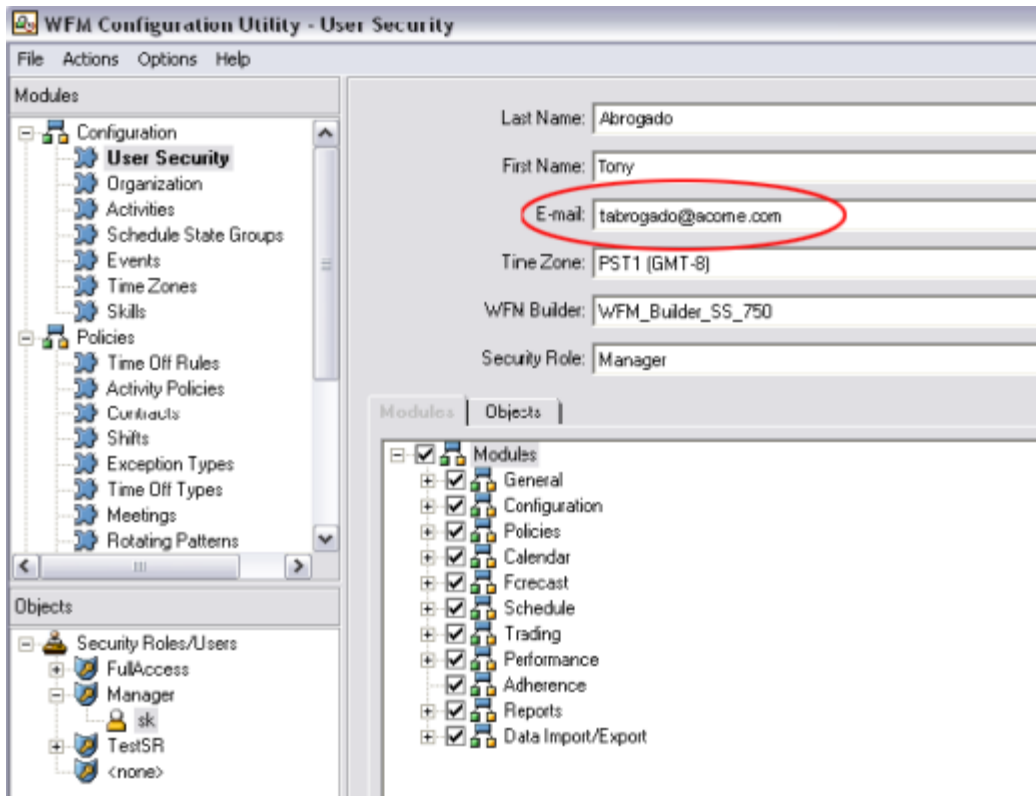 WFM Configuration Utility - User Security
File Actions Options Help
Modules
Configuration
User Security
Organization
Activities
Schedule State Groups
Events
Time Zones
Skills
Policies
Time Off Rules
Activity Policies
Contracts
Shifts
Exception Types
Time Off Types
Meetings
Rotating Patterns
Objects
Security Roles/Users
FullAccess
Manager
sk
TestSR
<none>
Last Name: Abrogado
First Name: Tony
E-mail: tabrogado@acome.com
Time Zone: PST1 (GMT-8)
WFM Builder: WFM_Builder_SS_750
Security Role: Manager
Modules Objects
Modules
General
Configuration
Policies
Calendar
Forecast
Schedule
Trading
Performance
Adherence
Reports
Data Import/Export